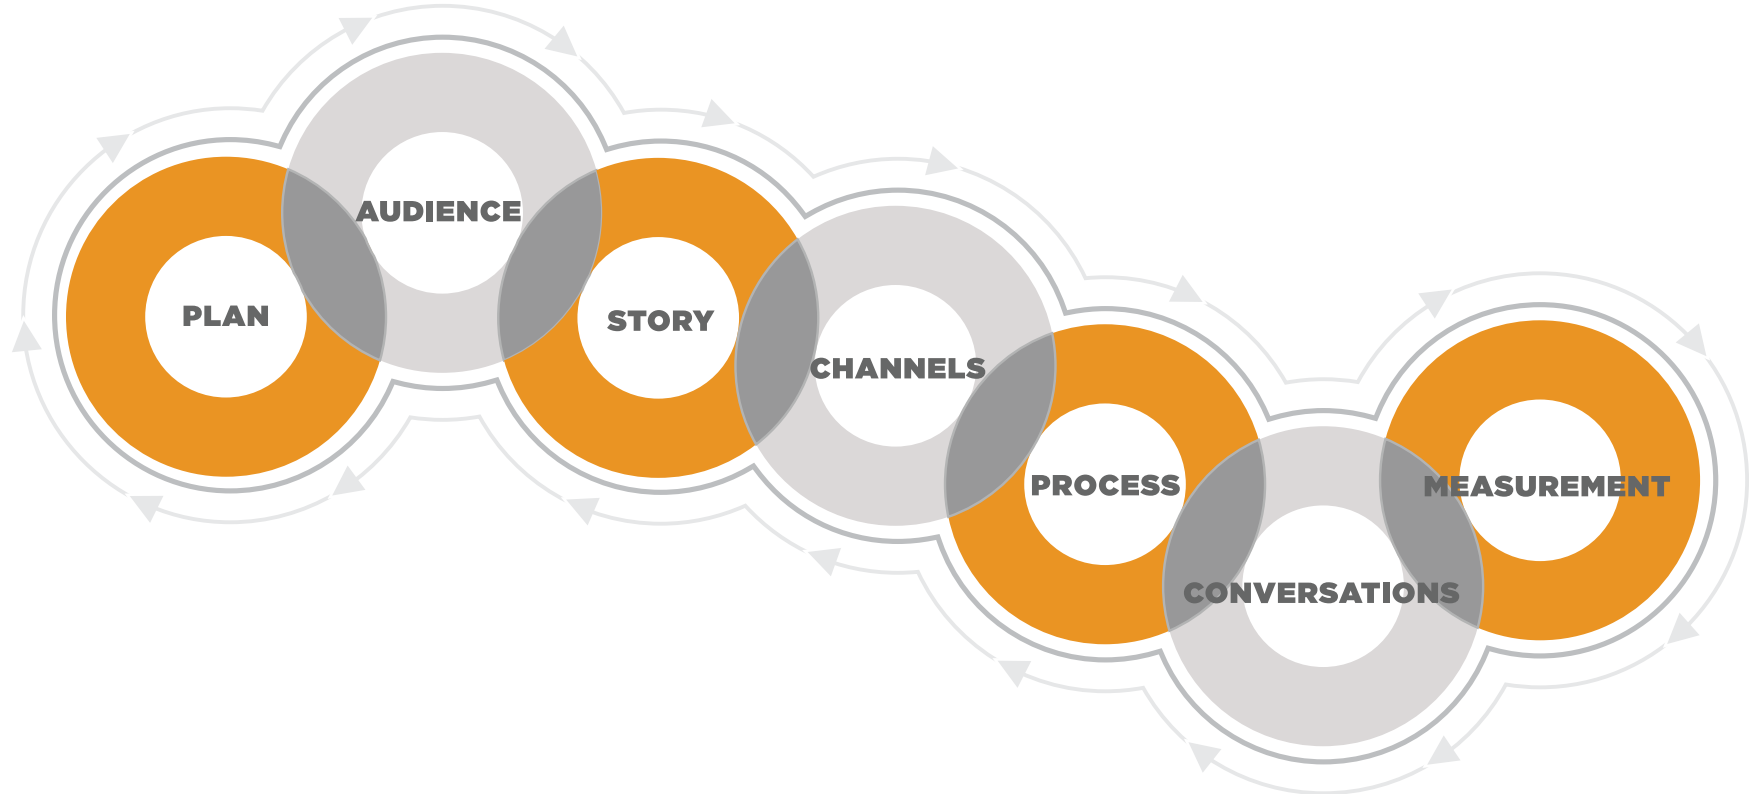 PLAN
AUDIENCE
STORY
CHANNELS
PROCESS
CONVERSATIONS
MEASUREMENT